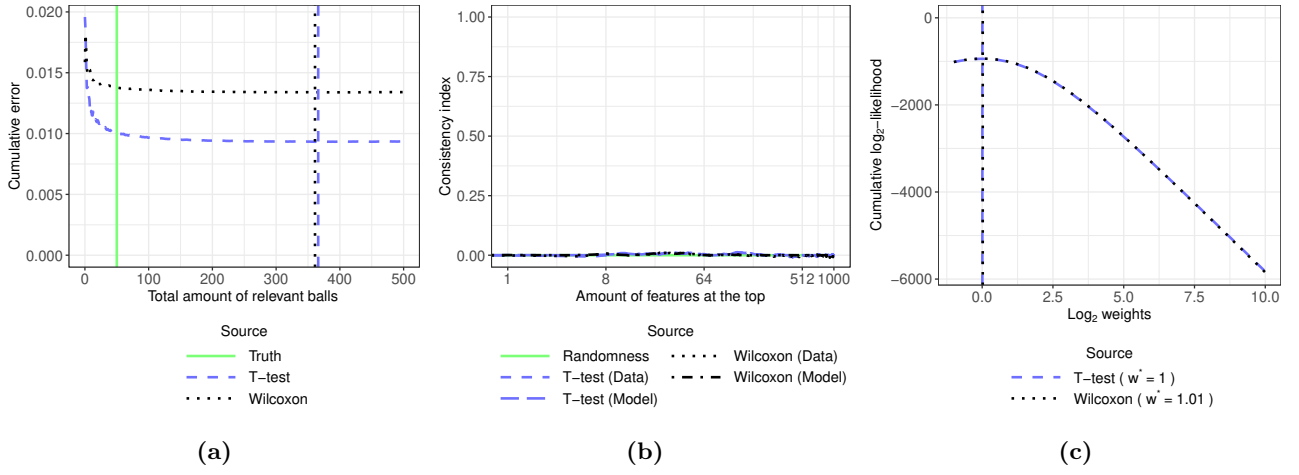 0.020
0.015
0.010
0.005
0.000
Cumulative error
0 100 200 300 400 500
Total amount of relevant balls
Source
Truth
T−test
Wilcoxon
(a)
1.00
0.75
0.50
0.25
0.00
Consistency index
1 8 64 512 1000
Amount of features at the top
Source
Randomness
T−test (Data)
T−test (Model)
Wilcoxon (Data)
Wilcoxon (Model)
(b)
0
−2000
−4000
−6000
Cumulative log₂−likelihood
0.0 2.5 5.0 7.5 10.0
Log₂ weights
Source
T−test ( w* = 1 )
Wilcoxon ( w* = 1.01 )
(c)